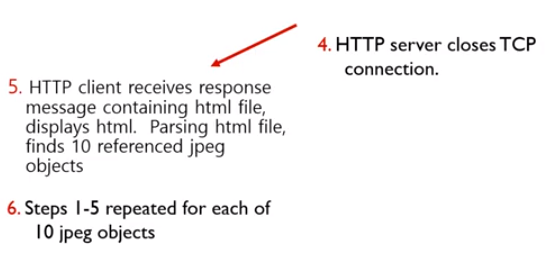 4. HTTP server closes TCP
connection.
5. HTTP client receives response
message containing html file,
displays html. Parsing html file,
finds 10 referenced jpeg
objects
6. Steps 1-5 repeated for each of
10 jpeg objects